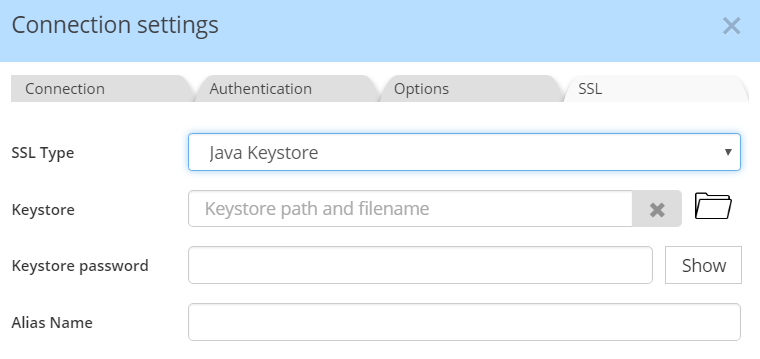 Connection settings
Connection Authentication Options SSL
SSL Type Java Keystore
Keystore Keystore path and filename
Keystore password Show
Alias Name